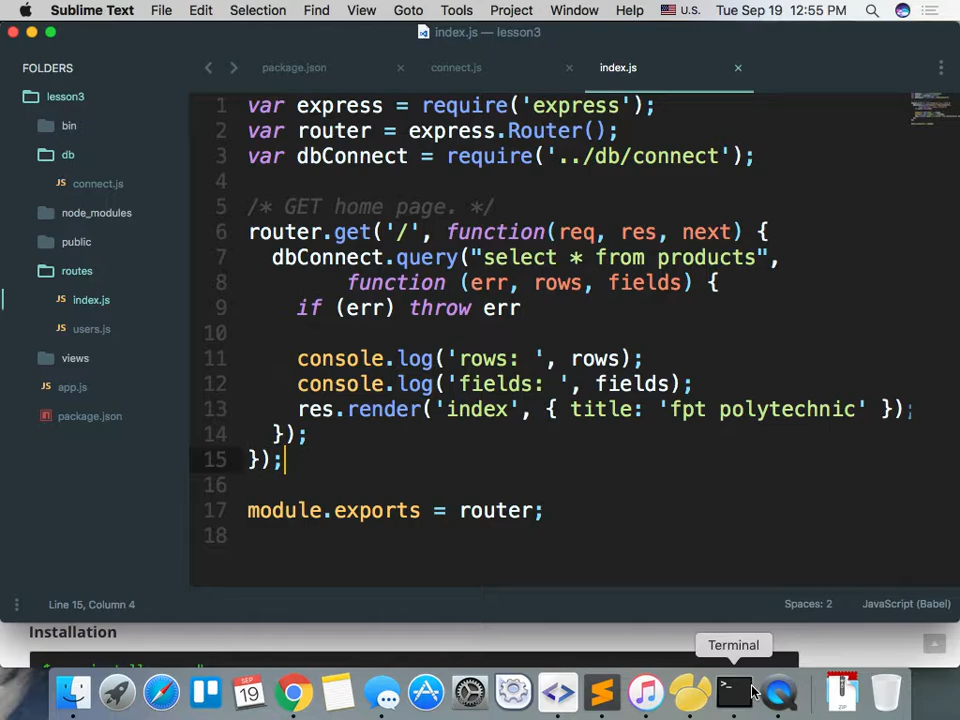 Sublime Text File Edit Selection Find View Goto Tools Project Window Help U.S. Tue Sep 19 12:55 PM
index.js — lesson3
FOLDERS
lesson3
bin
db
JS connect.js
node_modules
public
routes
JS index.js
JS users.js
views
JS app.js
package.json
package.json × connect.js × index.js ×
1 var express = require('express');
2 var router = express.Router();
3 var dbConnect = require('../db/connect');
4
5 /* GET home page. */
6 router.get('/', function(req, res, next) {
7 dbConnect.query("select * from products",
8 function (err, rows, fields) {
9 if (err) throw err
10
11 console.log('rows: ', rows);
12 console.log('fields: ', fields);
13 res.render('index', { title: 'fpt polytechnic' });
14 });
15 });
16
17 module.exports = router;
18
Line 15, Column 4 Spaces: 2 JavaScript (Babel)
Installation
Terminal
SEP
19
ZIP